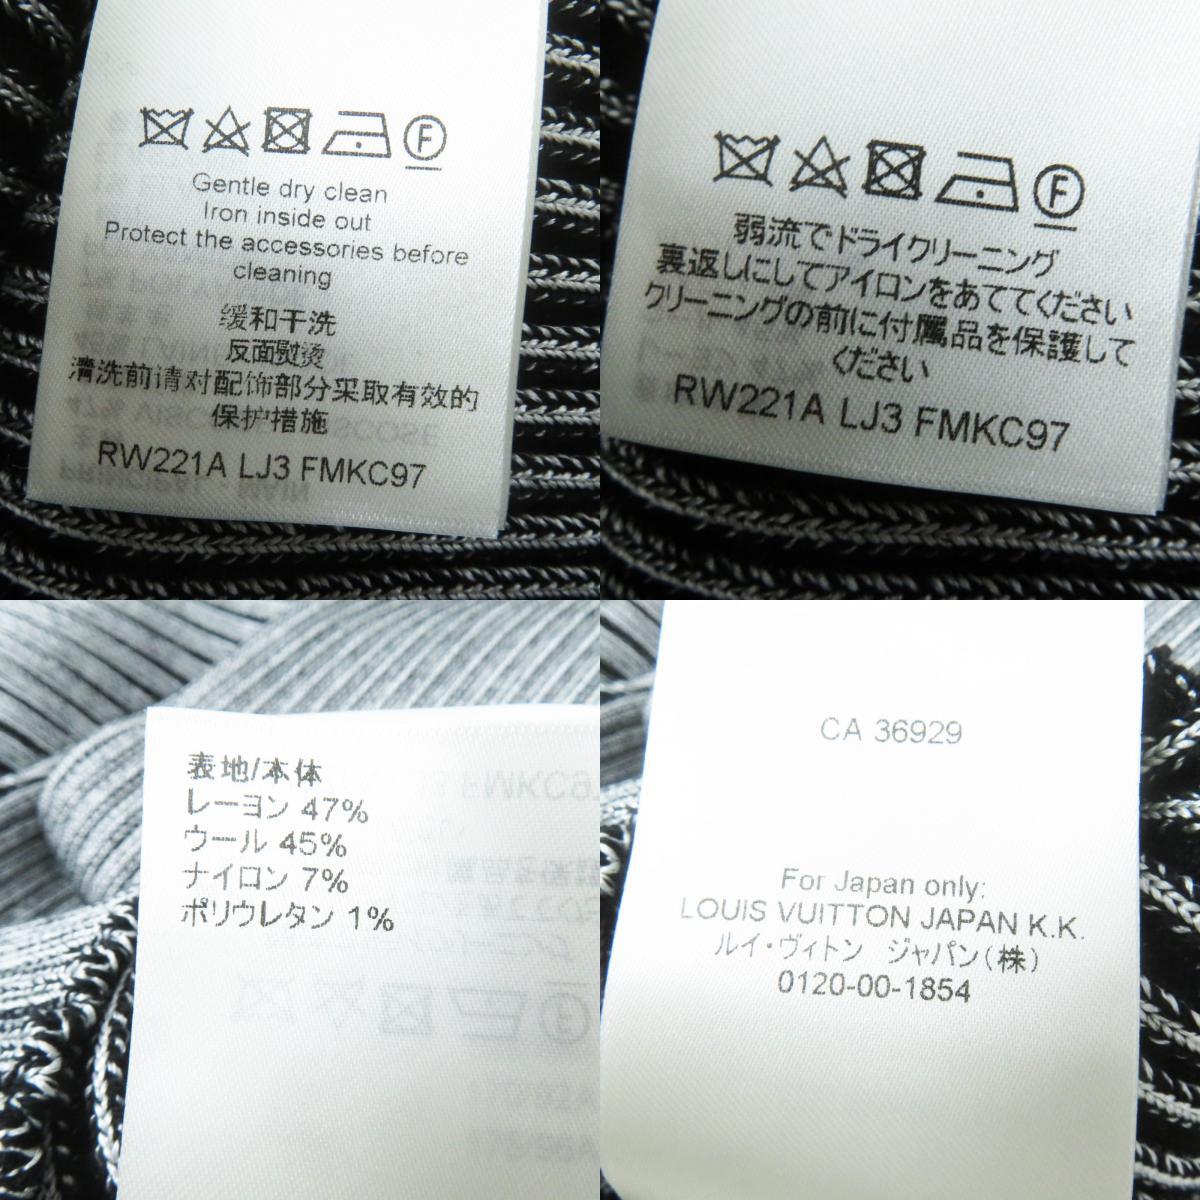 F
Gentle dry clean
Iron inside out
Protect the accessories before
cleaning
缓和干洗
反面熨烫
清洗前请对配饰部分采取有效的
保护措施
RW221A LJ3 FMKC97
F
弱流でドライクリーニング
裏返しにしてアイロンをあててください
クリーニングの前に付属品を保護して
ください
RW221A LJ3 FMKC97
表地/本体
レーヨン 47%
ウール 45%
ナイロン 7%
ポリウレタン 1%
CA 36929
For Japan only:
LOUIS VUITTON JAPAN K.K.
ルイ・ヴィトン ジャパン(株)
0120-00-1854